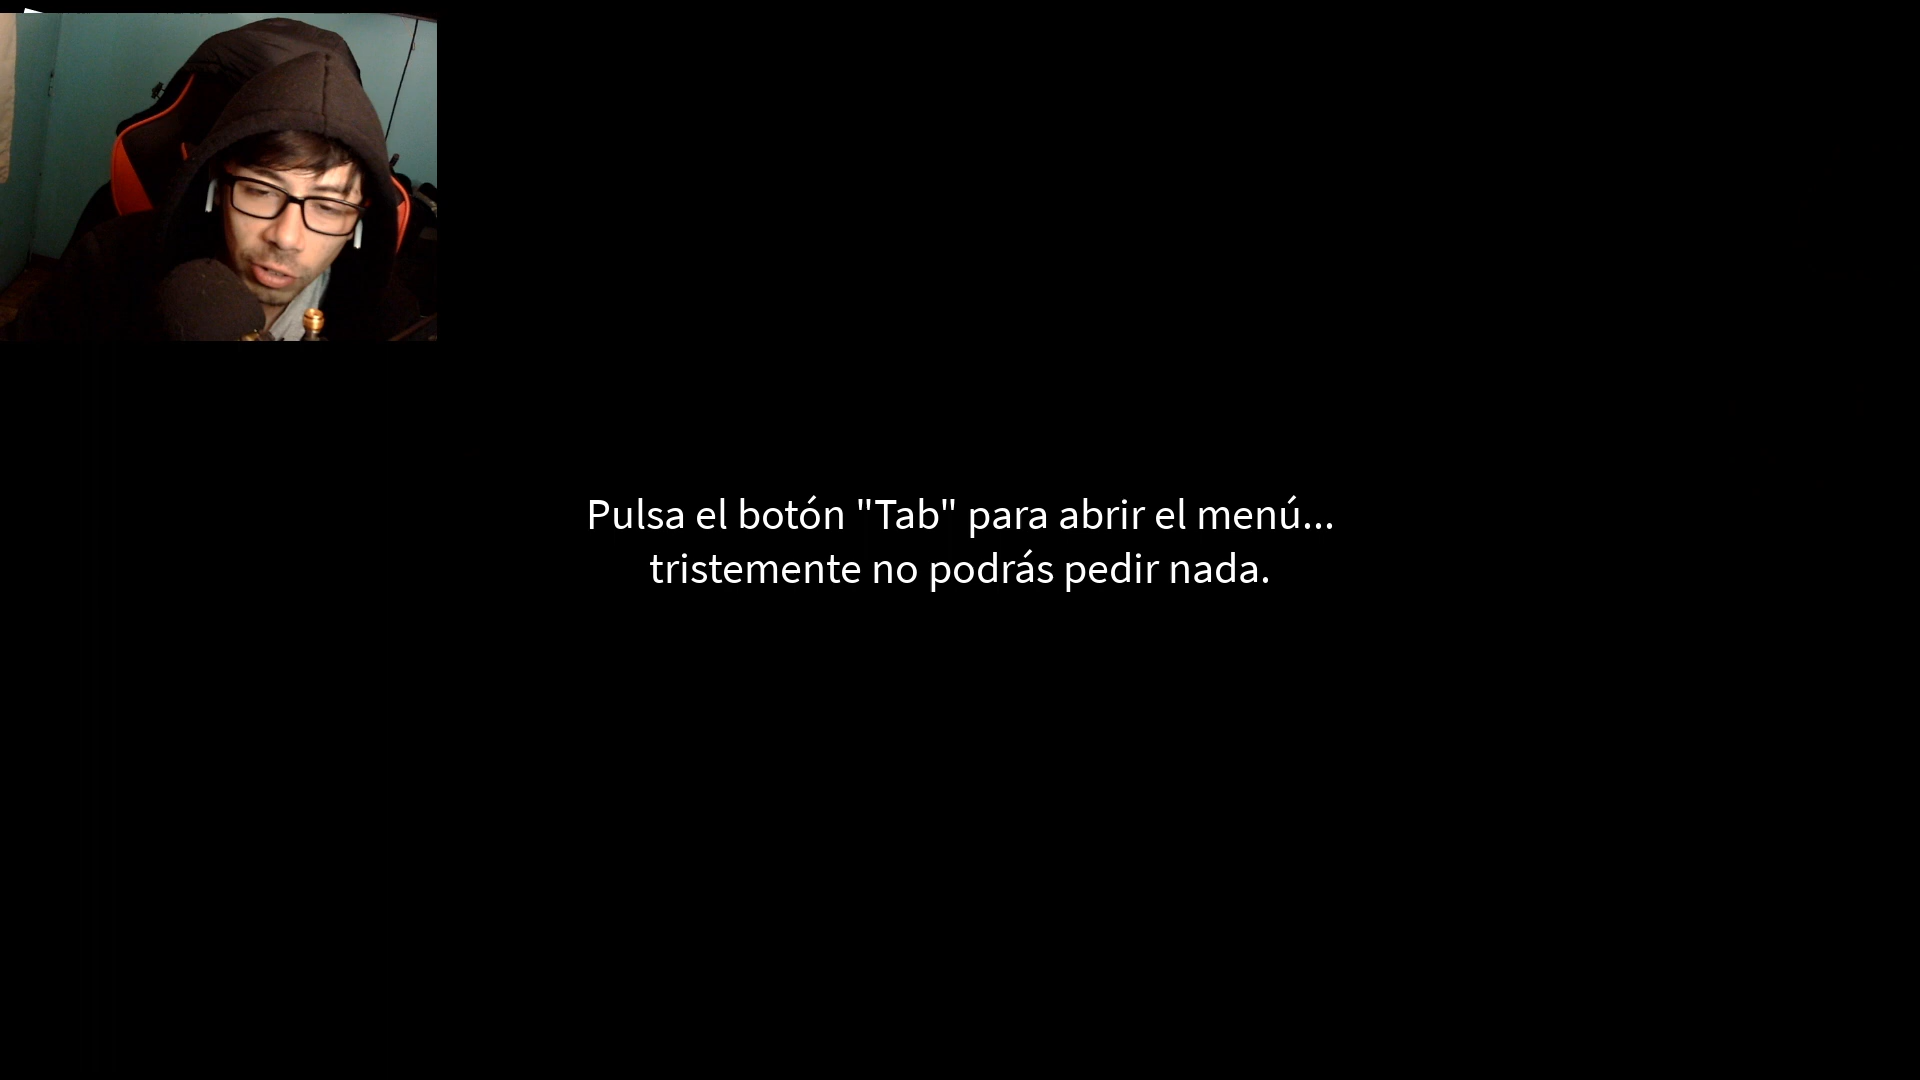 Pulsa el botón "Tab" para abrir el menú...
tristemente no podrás pedir nada.